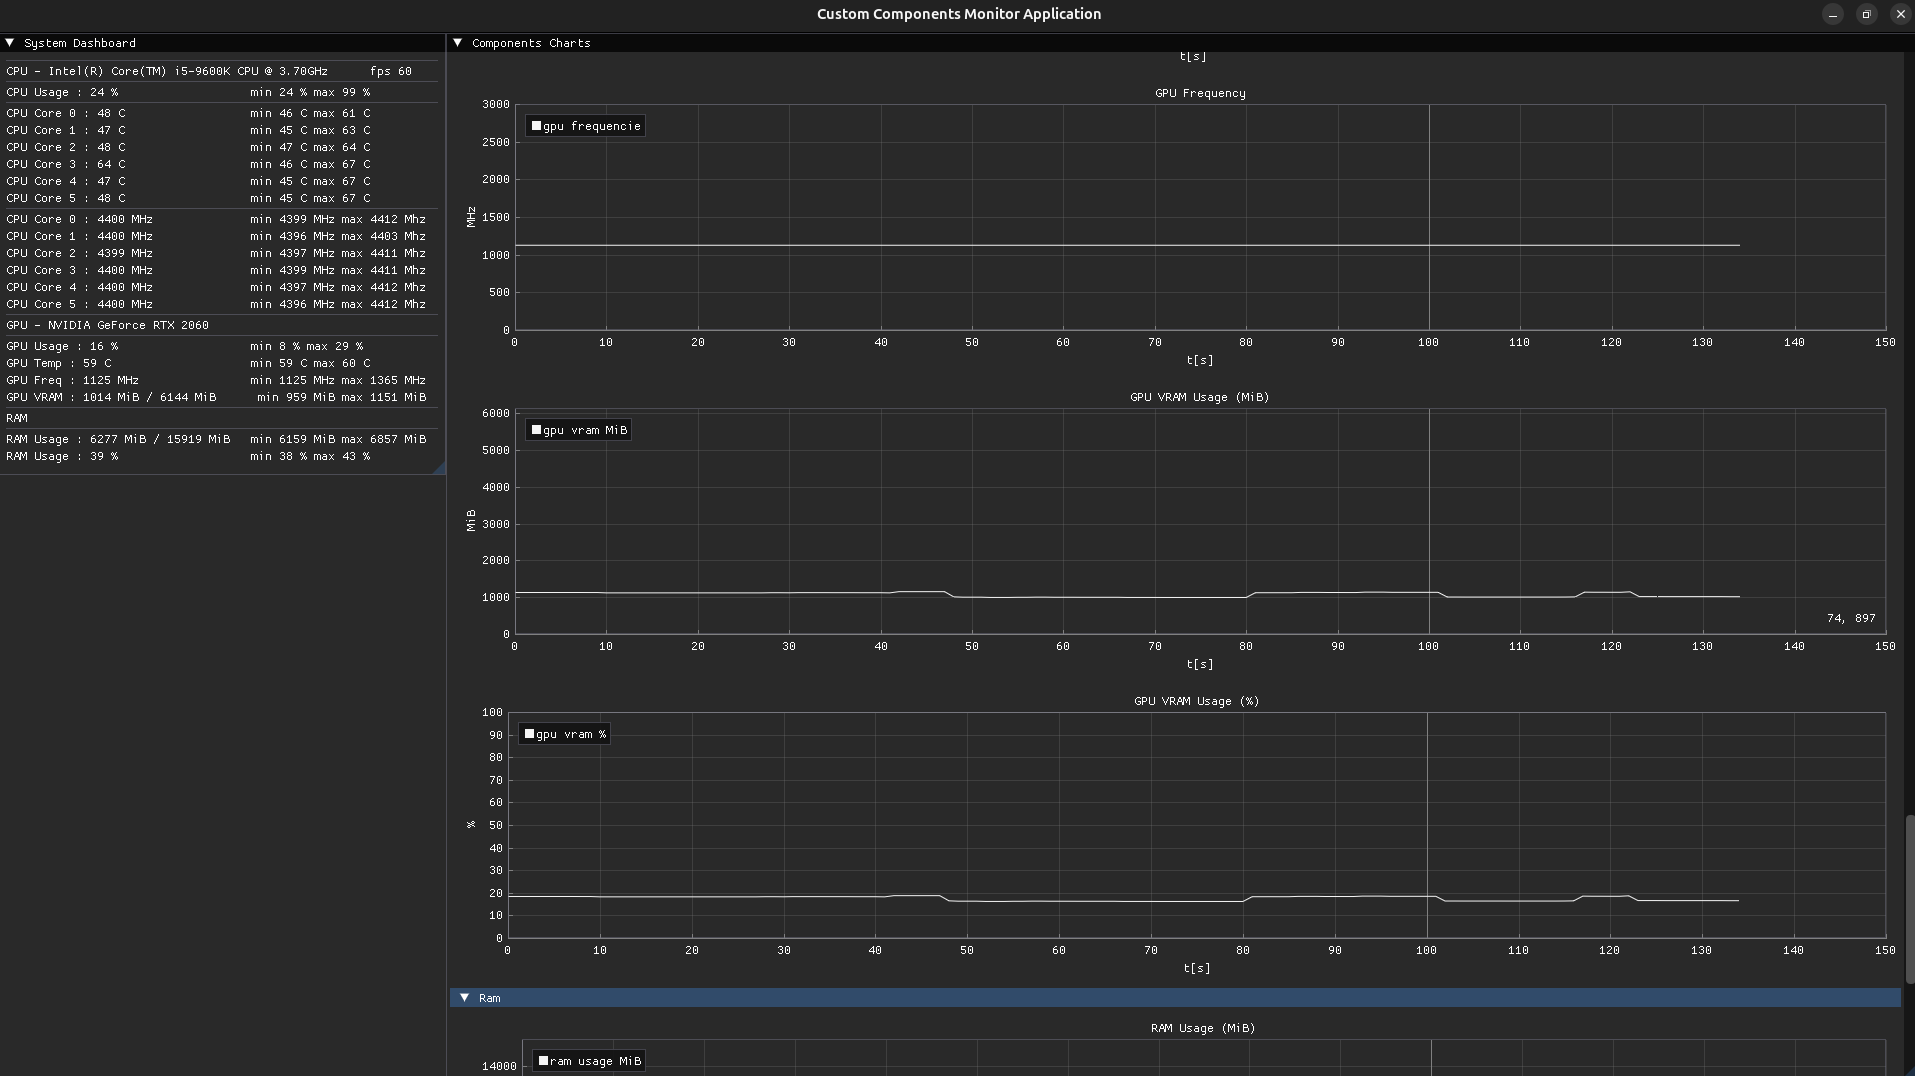 Custom Components Monitor Application
System Dashboard
CPU - Intel(R) Core(TM) i5-9600K CPU @ 3.70GHz fps 60
CPU Usage : 24 % min 24 % max 99 %
CPU Core 0 : 48 C min 46 C max 61 C
CPU Core 1 : 47 C min 45 C max 63 C
CPU Core 2 : 48 C min 47 C max 64 C
CPU Core 3 : 64 C min 46 C max 67 C
CPU Core 4 : 47 C min 45 C max 67 C
CPU Core 5 : 48 C min 45 C max 67 C
CPU Core 0 : 4400 MHz min 4399 MHz max 4412 Mhz
CPU Core 1 : 4400 MHz min 4396 MHz max 4403 Mhz
CPU Core 2 : 4399 MHz min 4397 MHz max 4411 Mhz
CPU Core 3 : 4400 MHz min 4399 MHz max 4411 Mhz
CPU Core 4 : 4400 MHz min 4397 MHz max 4412 Mhz
CPU Core 5 : 4400 MHz min 4396 MHz max 4412 Mhz
GPU - NVIDIA GeForce RTX 2060
GPU Usage : 16 % min 8 % max 29 %
GPU Temp : 59 C min 59 C max 60 C
GPU Freq : 1125 MHz min 1125 MHz max 1365 MHz
GPU VRAM : 1014 MiB / 6144 MiB min 959 MiB max 1151 MiB
RAM
RAM Usage : 6277 MiB / 15919 MiB min 6159 MiB max 6857 MiB
RAM Usage : 39 % min 38 % max 43 %
Components Charts
t[s]
GPU Frequency
gpu frequencie
MHz
3000
2500
2000
1500
1000
500
0
0 10 20 30 40 50 60 70 80 90 100 110 120 130 140 150
t[s]
GPU VRAM Usage (MiB)
gpu vram MiB
MiB
6000
5000
4000
3000
2000
1000
0
74, 897
0 10 20 30 40 50 60 70 80 90 100 110 120 130 140 150
t[s]
GPU VRAM Usage (%)
gpu vram %
%
100
90
80
70
60
50
40
30
20
10
0
0 10 20 30 40 50 60 70 80 90 100 110 120 130 140 150
t[s]
Ram
RAM Usage (MiB)
ram usage MiB
14000